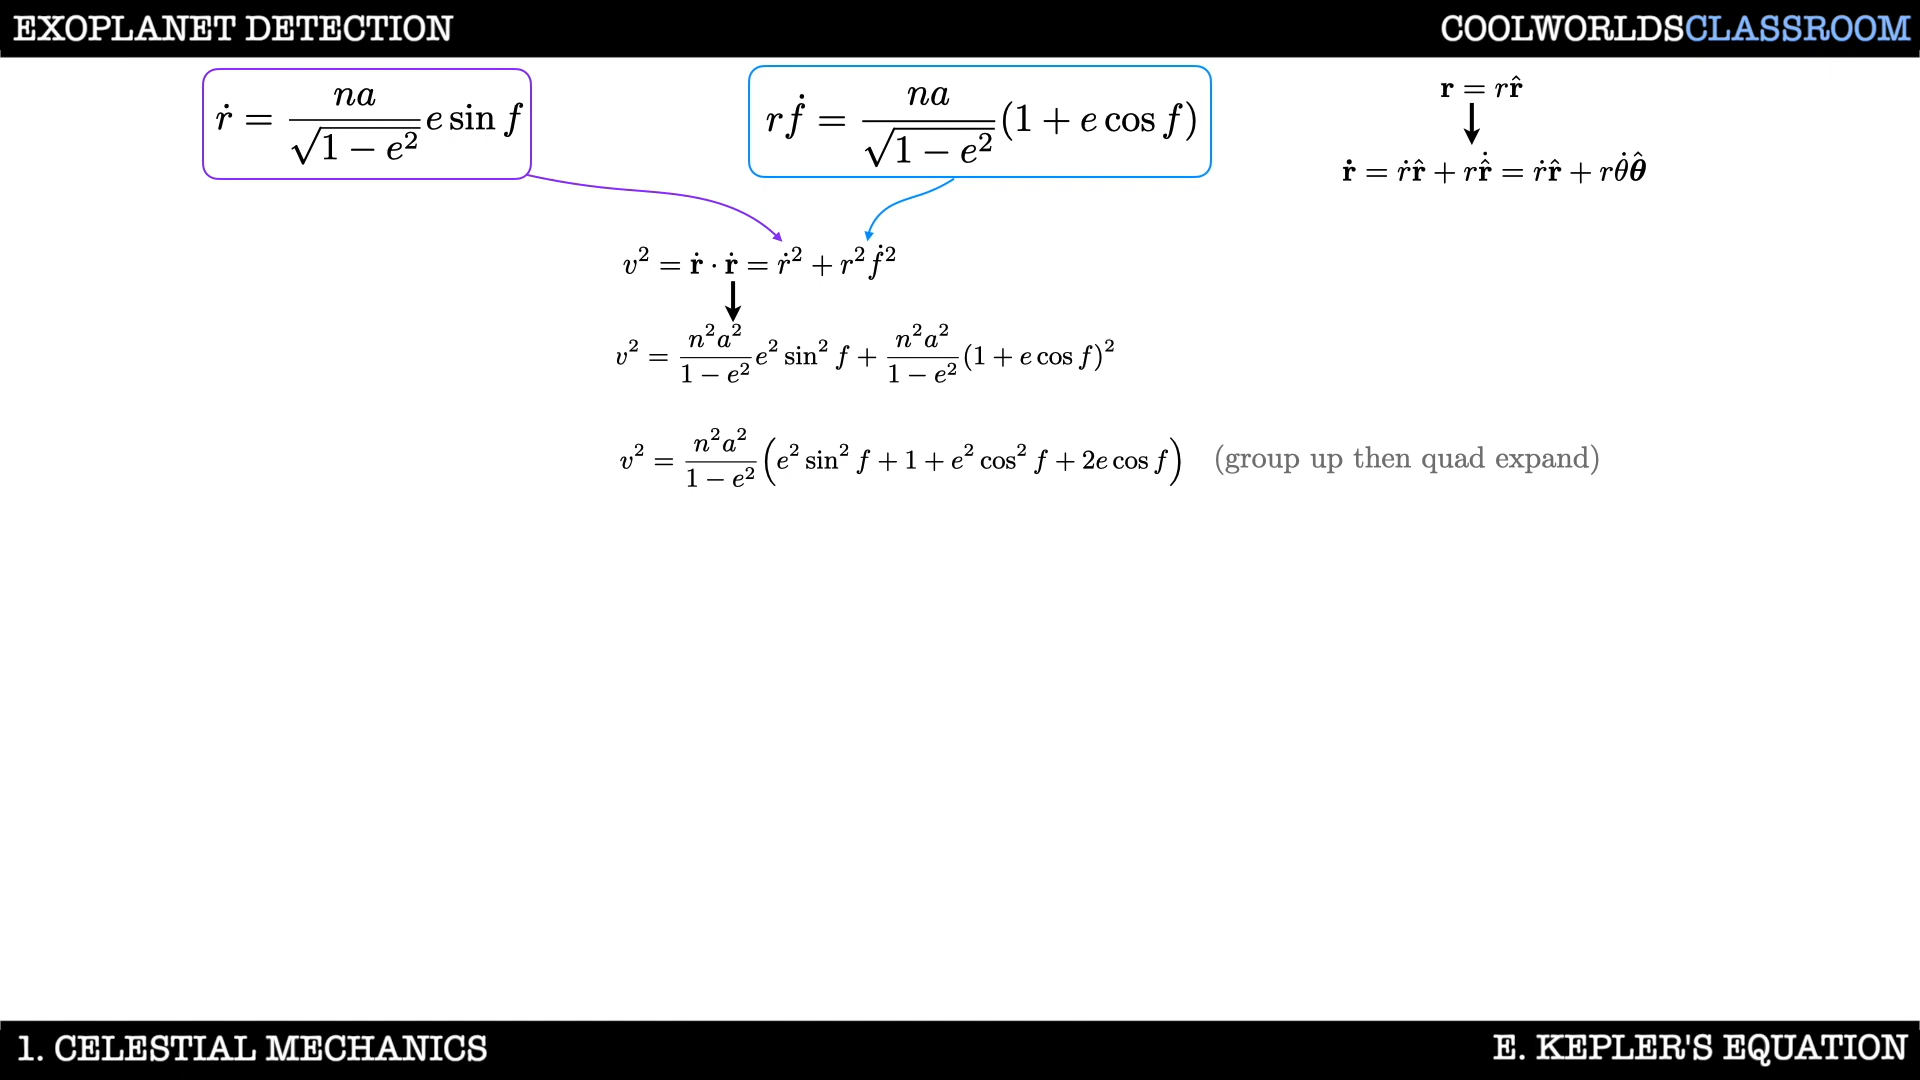 EXOPLANET DETECTION
COOLWORLDSCLASSROOM
ṙ = na/√(1 − e²) e sin f
rḟ = na/√(1 − e²) (1 + e cos f)
𝐫 = r𝐫̂
𝐫̇ = ṙ𝐫̂ + r𝐫̂̇ = ṙ𝐫̂ + rθ̇𝛉̂
v² = 𝐫̇ · 𝐫̇ = ṙ² + r²ḟ²
v² = n²a²/(1 − e²) e² sin² f + n²a²/(1 − e²) (1 + e cos f)²
v² = n²a²/(1 − e²) (e² sin² f + 1 + e² cos² f + 2e cos f) (group up then quad expand)
1. CELESTIAL MECHANICS
E. KEPLER'S EQUATION